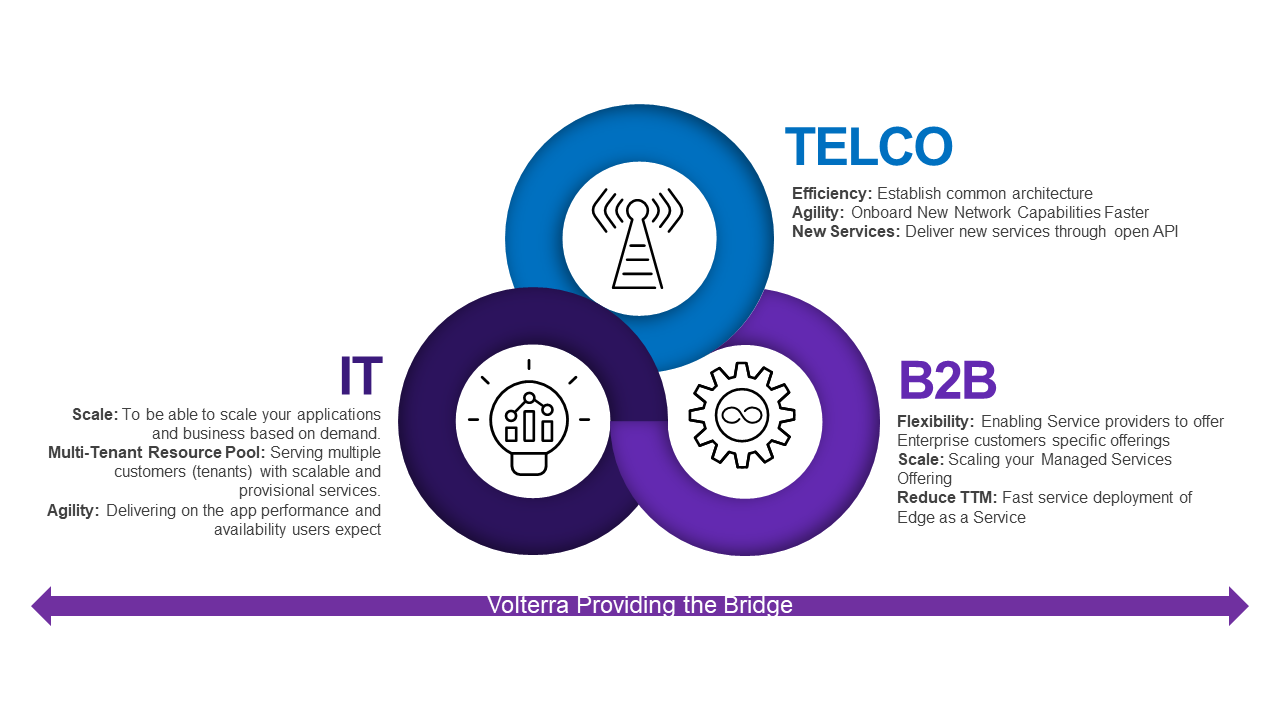 TELCO
Efficiency: Establish common architecture
Agility: Onboard New Network Capabilities Faster
New Services: Deliver new services through open API
IT
Scale: To be able to scale your applications
and business based on demand.
Multi-Tenant Resource Pool: Serving multiple
customers (tenants) with scalable and
provisional services.
Agility: Delivering on the app performance and
availability users expect
B2B
Flexibility: Enabling Service providers to offer
Enterprise customers specific offerings
Scale: Scaling your Managed Services
Offering
Reduce TTM: Fast service deployment of
Edge as a Service
Volterra Providing the Bridge